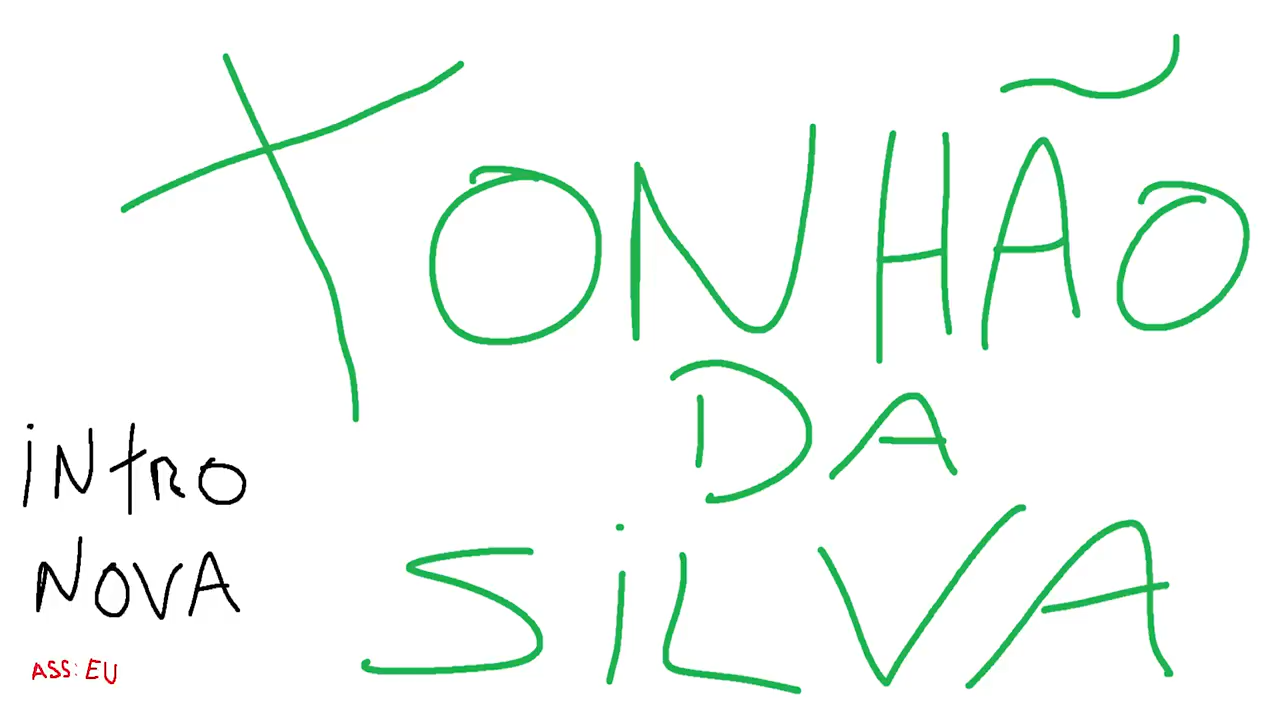 TONHÃO
DA
SiLVA
iNtRO
NOVA
ASS: EU